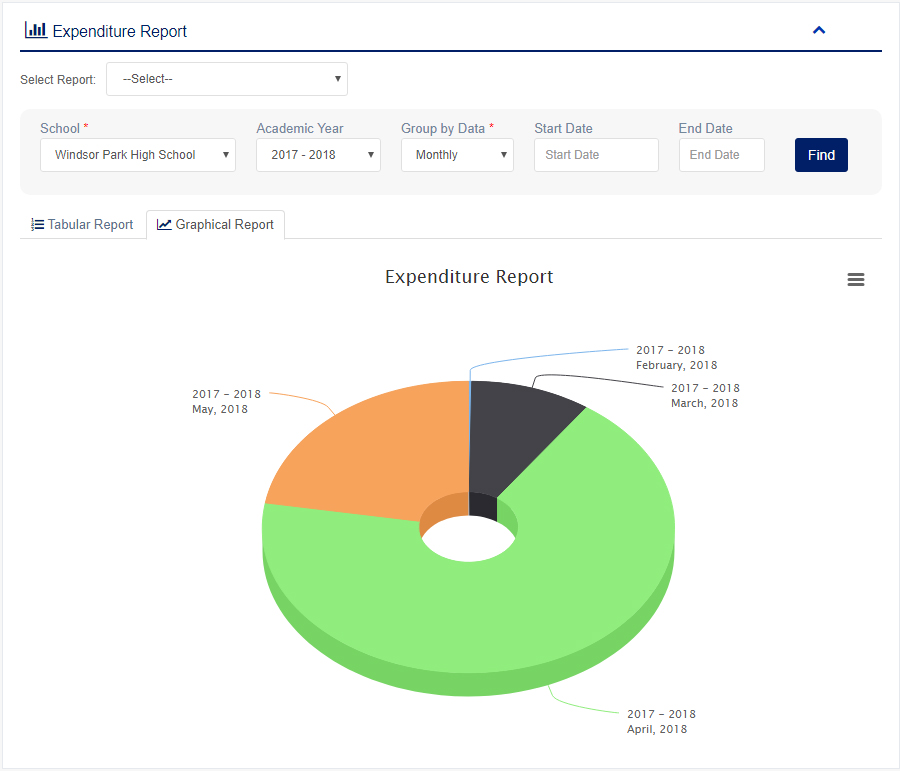 Expenditure Report
Select Report: --Select--
School * Academic Year Group by Data * Start Date End Date
Windsor Park High School 2017 - 2018 Monthly Start Date End Date Find
Tabular Report Graphical Report
Expenditure Report
2017 - 2018
February, 2018
2017 - 2018
March, 2018
2017 - 2018
May, 2018
2017 - 2018
April, 2018